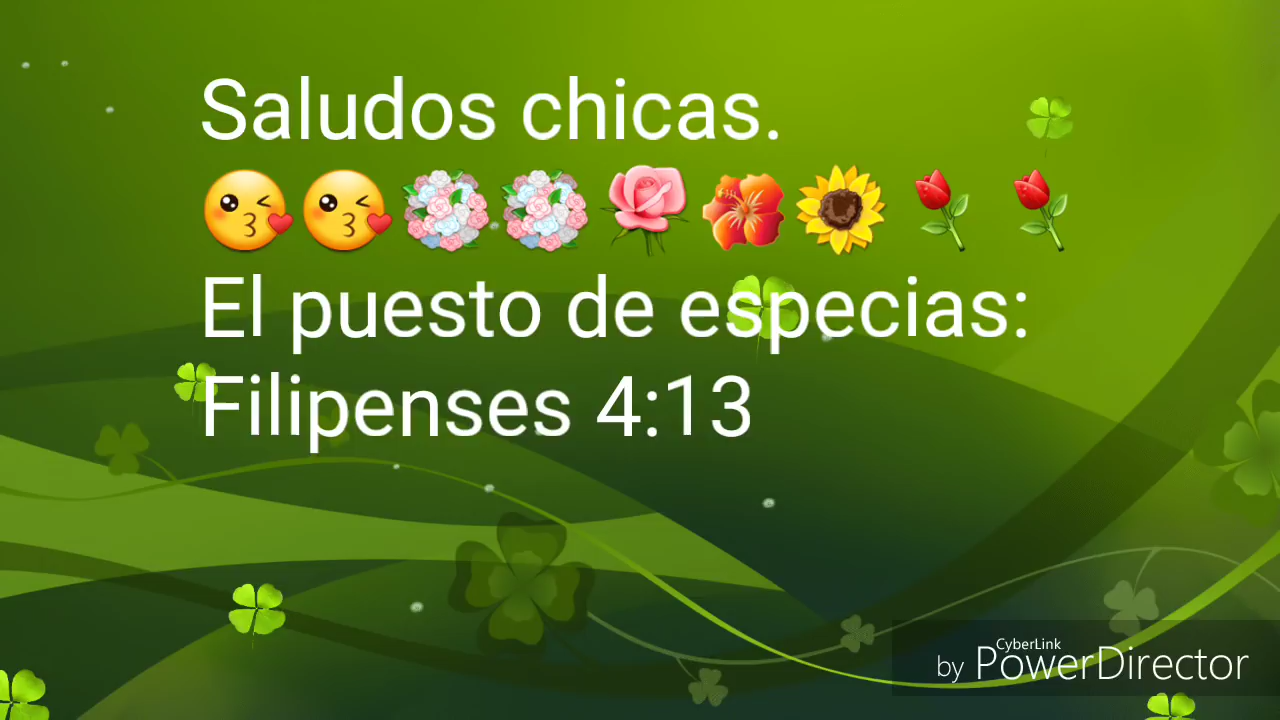 Saludos chicas.
😘😘💐💐🌹🌺🌻🌹🌹
El puesto de especias:
Filipenses 4:13
CyberLink
by PowerDirector